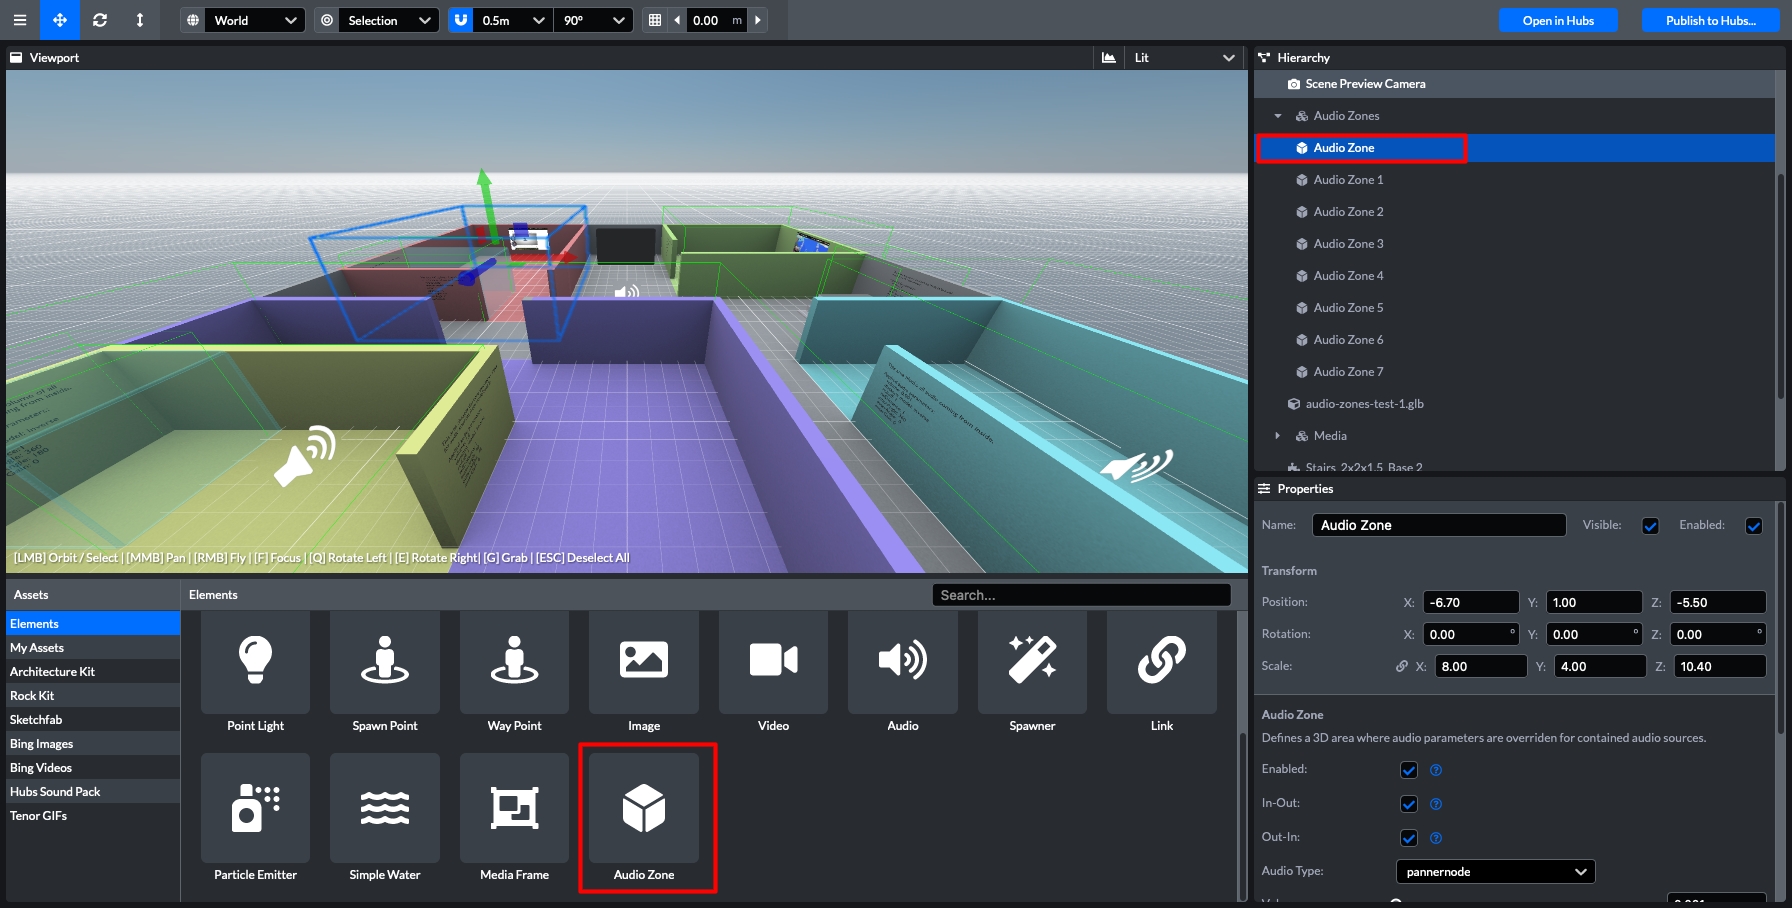 World
Selection
0.5m
90°
0.00 m
Open in Hubs
Publish to Hubs...
Viewport
Lit
[LMB] Orbit / Select | [MMB] Pan | [RMB] Fly | [F] Focus | [Q] Rotate Left | [E] Rotate Right| [G] Grab | [ESC] Deselect All
Hierarchy
Scene Preview Camera
Audio Zones
Audio Zone
Audio Zone 1
Audio Zone 2
Audio Zone 3
Audio Zone 4
Audio Zone 5
Audio Zone 6
Audio Zone 7
audio-zones-test-1.glb
Media
Stairs_2x2x1.5_Base 2
Properties
Name: Audio Zone Visible: Enabled:
Transform
Position: X: -6.70 Y: 1.00 Z: -5.50
Rotation: X: 0.00 ° Y: 0.00 ° Z: 0.00 °
Scale: X: 8.00 Y: 4.00 Z: 10.40
Audio Zone
Defines a 3D area where audio parameters are overriden for contained audio sources.
Enabled:
In-Out:
Out-In:
Audio Type: pannernode
Assets
Elements
My Assets
Architecture Kit
Rock Kit
Sketchfab
Bing Images
Bing Videos
Hubs Sound Pack
Tenor GIFs
Elements
Search...
Point Light
Spawn Point
Way Point
Image
Video
Audio
Spawner
Link
Particle Emitter
Simple Water
Media Frame
Audio Zone